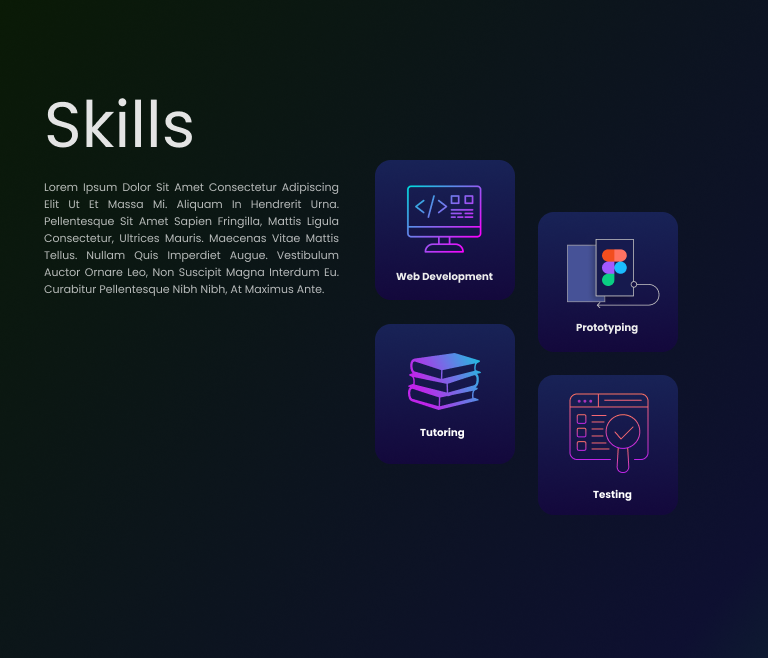 Skills
Lorem Ipsum Dolor Sit Amet Consectetur Adipiscing
Elit Ut Et Massa Mi. Aliquam In Hendrerit Urna.
Pellentesque Sit Amet Sapien Fringilla, Mattis Ligula
Consectetur, Ultrices Mauris. Maecenas Vitae Mattis
Tellus. Nullam Quis Imperdiet Augue. Vestibulum
Auctor Ornare Leo, Non Suscipit Magna Interdum Eu.
Curabitur Pellentesque Nibh Nibh, At Maximus Ante.
</>
Web Development
Prototyping
Tutoring
Testing